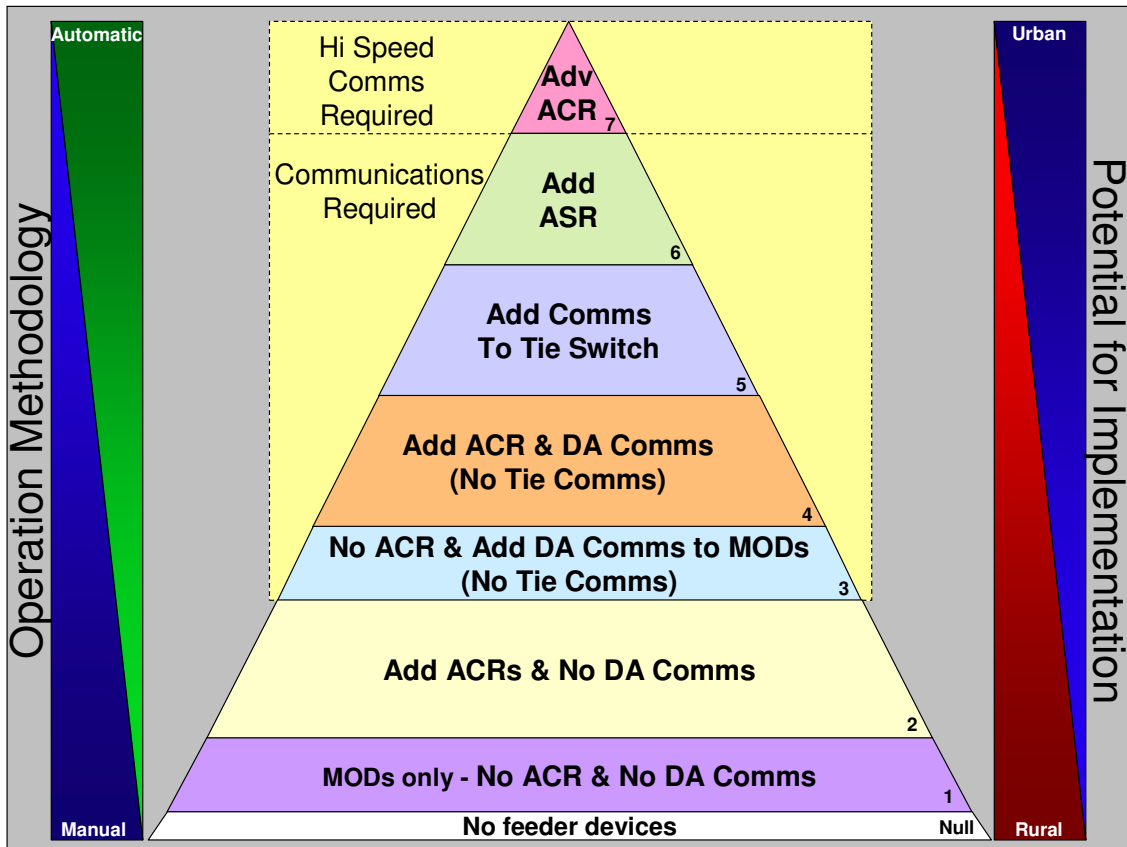 Automatic
Urban
Hi Speed
Comms
Required
Adv
ACR
7
Communications
Required
Add
ASR
6
Add Comms
To Tie Switch
5
Add ACR & DA Comms
(No Tie Comms)
4
No ACR & Add DA Comms to MODs
(No Tie Comms)
3
Add ACRs & No DA Comms
2
MODs only - No ACR & No DA Comms
1
No feeder devices
Null
Manual
Rural
Operation Methodology
Potential for Implementation